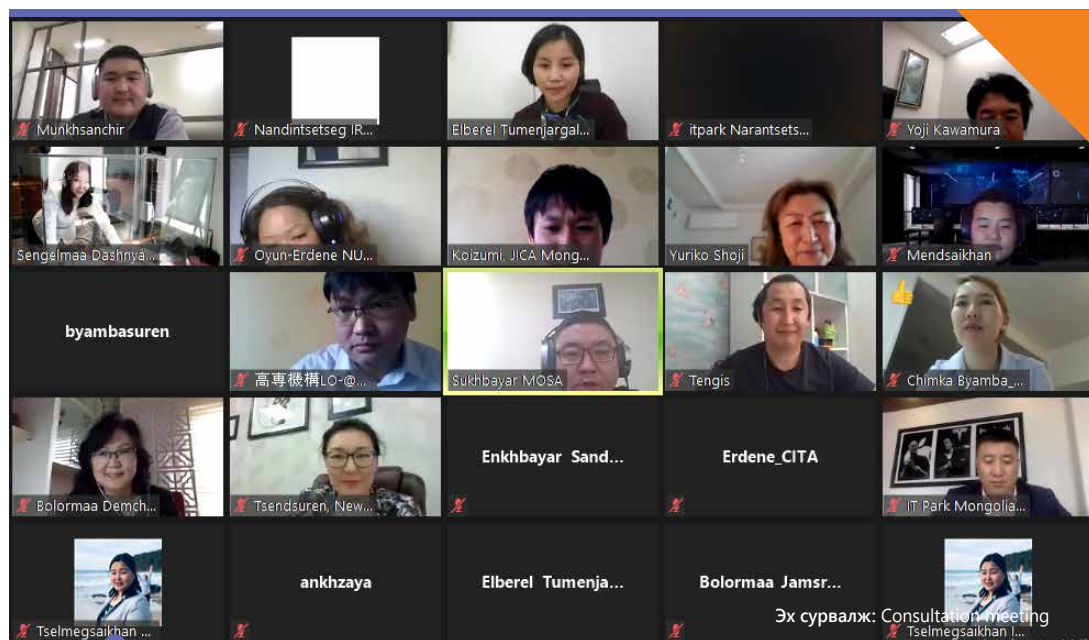 Munkhsanchir
Nandintsetseg IR...
Elberel Tumenjargal...
itpark Narantsets...
Yoji Kawamura
Sengelmaa Dashnya...
Oyun-Erdene NU...
Koizumi, JICA Mong...
Yuriko Shoji
Mendsaikhan
byambasuren
高專機構LO-@...
Sukhbayar MOSA
Tengis
Chimka Byamba_...
Bolormaa Demch...
Tsendsuren, New...
Enkhbayar Sand...
Erdene_CITA
IT Park Mongolia...
Tselmegsaikhan ...
ankhzaya
Elberel Tumenja...
Bolormaa Jamsr...
Эх сурвалж: Consultation meeting
Tselmegsaikhan I...